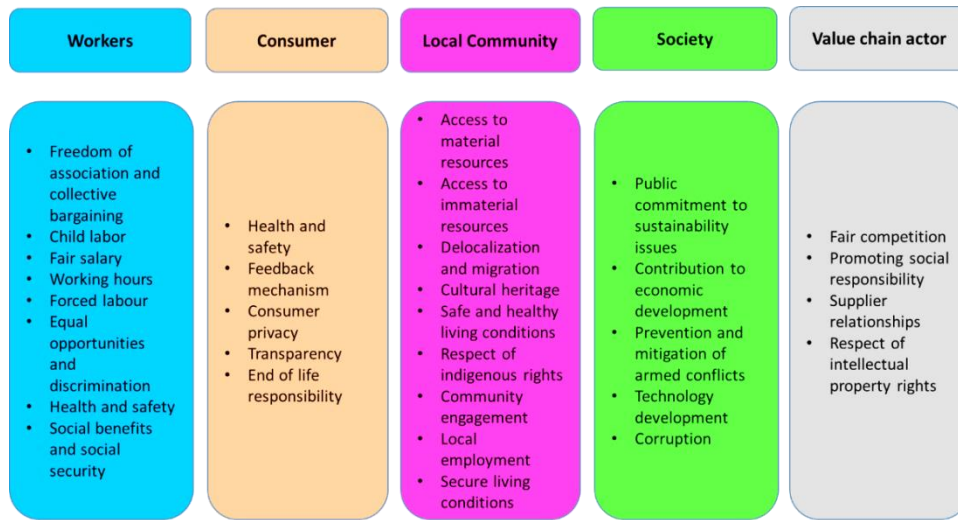 Workers
Consumer
Local Community
Society
Value chain actor
• Freedom of
association and
collective
bargaining
• Child labor
• Fair salary
• Working hours
• Forced labour
• Equal
opportunities
and
discrimination
• Health and safety
• Social benefits
and social
security
• Health and
safety
• Feedback
mechanism
• Consumer
privacy
• Transparency
• End of life
responsibility
• Access to
material
resources
• Access to
immaterial
resources
• Delocalization
and migration
• Cultural heritage
• Safe and healthy
living conditions
• Respect of
indigenous rights
• Community
engagement
• Local
employment
• Secure living
conditions
• Public
commitment to
sustainability
issues
• Contribution to
economic
development
• Prevention and
mitigation of
armed conflicts
• Technology
development
• Corruption
• Fair competition
• Promoting social
responsibility
• Supplier
relationships
• Respect of
intellectual
property rights